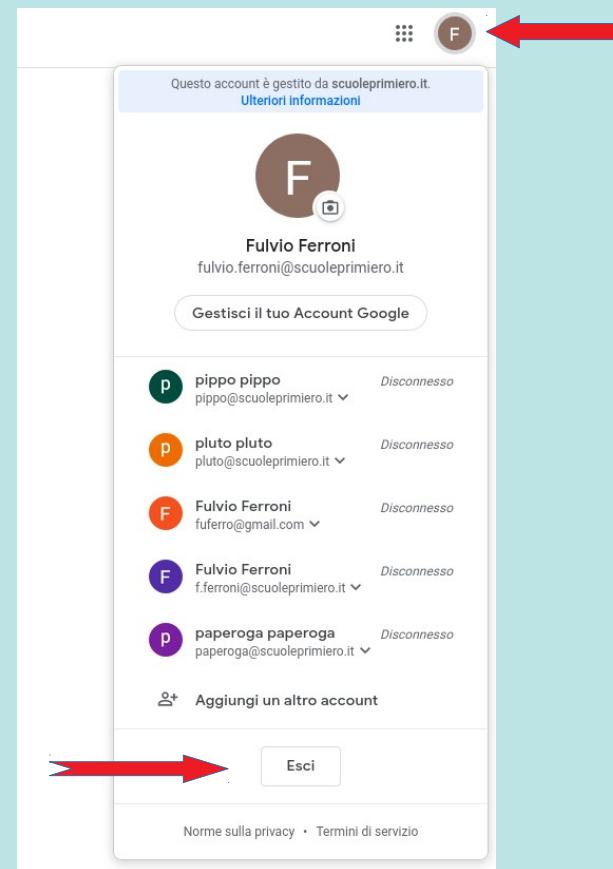 F
Questo account è gestito da scuoleprimiero.it.
Ulteriori informazioni
F
Fulvio Ferroni
fulvio.ferroni@scuoleprimiero.it
Gestisci il tuo Account Google
p pippo pippo Disconnesso
pippo@scuoleprimiero.it
p pluto pluto Disconnesso
pluto@scuoleprimiero.it
F Fulvio Ferroni Disconnesso
fuferro@gmail.com
F Fulvio Ferroni Disconnesso
f.ferroni@scuoleprimiero.it
p paperoga paperoga Disconnesso
paperoga@scuoleprimiero.it
Aggiungi un altro account
Esci
Norme sulla privacy • Termini di servizio